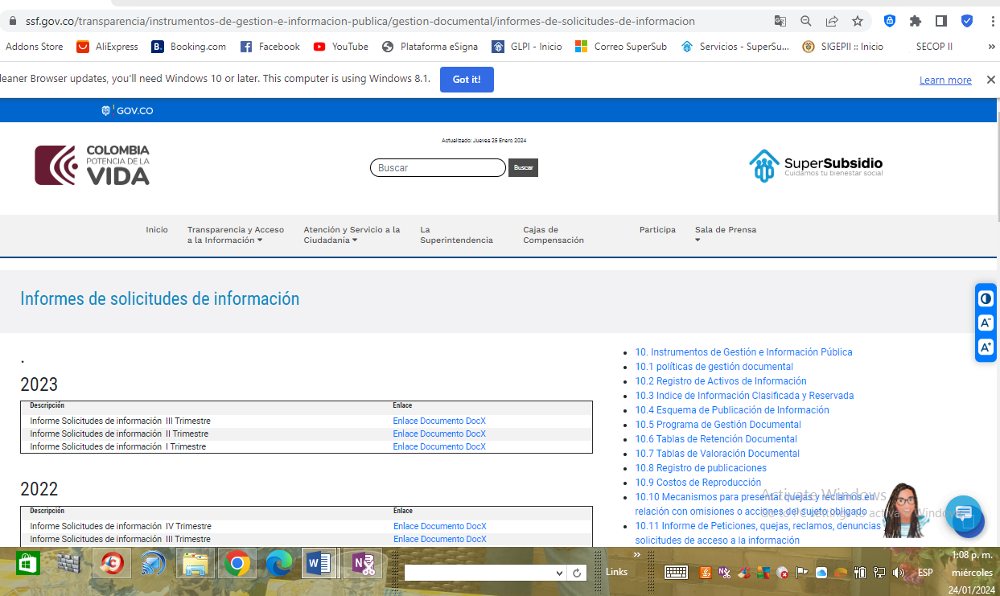 ssf.gov.co/transparencia/instrumentos-de-gestion-e-informacion-publica/gestion-documental/informes-de-solicitudes-de-informacion
Addons Store AliExpress Booking.com Facebook YouTube Plataforma eSigna GLPI - Inicio Correo SuperSub Servicios - SuperSu... SIGEPII :: Inicio SECOP II »
leaner Browser updates, you'll need Windows 10 or later. This computer is using Windows 8.1. Got it! Learn more
GOV.CO
Actualizado: Jueves 25 Enero 2024
COLOMBIA
POTENCIA DE LA
VIDA
Buscar Buscar
SuperSubsidio
Cuidamos tu bienestar social
Inicio
Transparencia y Acceso
a la Información
Atención y Servicio a la
Ciudadanía
La
Superintendencia
Cajas de
Compensación
Participa
Sala de Prensa
Informes de solicitudes de información
A-
A+
.
2023
Descripción Enlace
Informe Solicitudes de información III Trimestre Enlace Documento DocX
Informe Solicitudes de información II Trimestre Enlace Documento DocX
Informe Solicitudes de información I Trimestre Enlace Documento DocX
2022
Descripción Enlace
Informe Solicitudes de información IV Trimestre Enlace Documento DocX
Informe Solicitudes de información III Trimestre Enlace Documento DocX
10. Instrumentos de Gestión e Información Pública
10.1 políticas de gestión documental
10.2 Registro de Activos de Información
10.3 Indice de Información Clasificada y Reservada
10.4 Esquema de Publicación de Información
10.5 Programa de Gestión Documental
10.6 Tablas de Retención Documental
10.7 Tablas de Valoración Documental
10.8 Registro de publicaciones
10.9 Costos de Reproducción
10.10 Mecanismos para presentar quejas y reclamos en
relación con omisiones o acciones del sujeto obligado
10.11 Informe de Peticiones, quejas, reclamos, denuncias
solicitudes de acceso a la información
Activate Windows
Go to PC settings to activate Windows.
Links »
ESP
1:08 p. m.
miércoles
24/01/2024